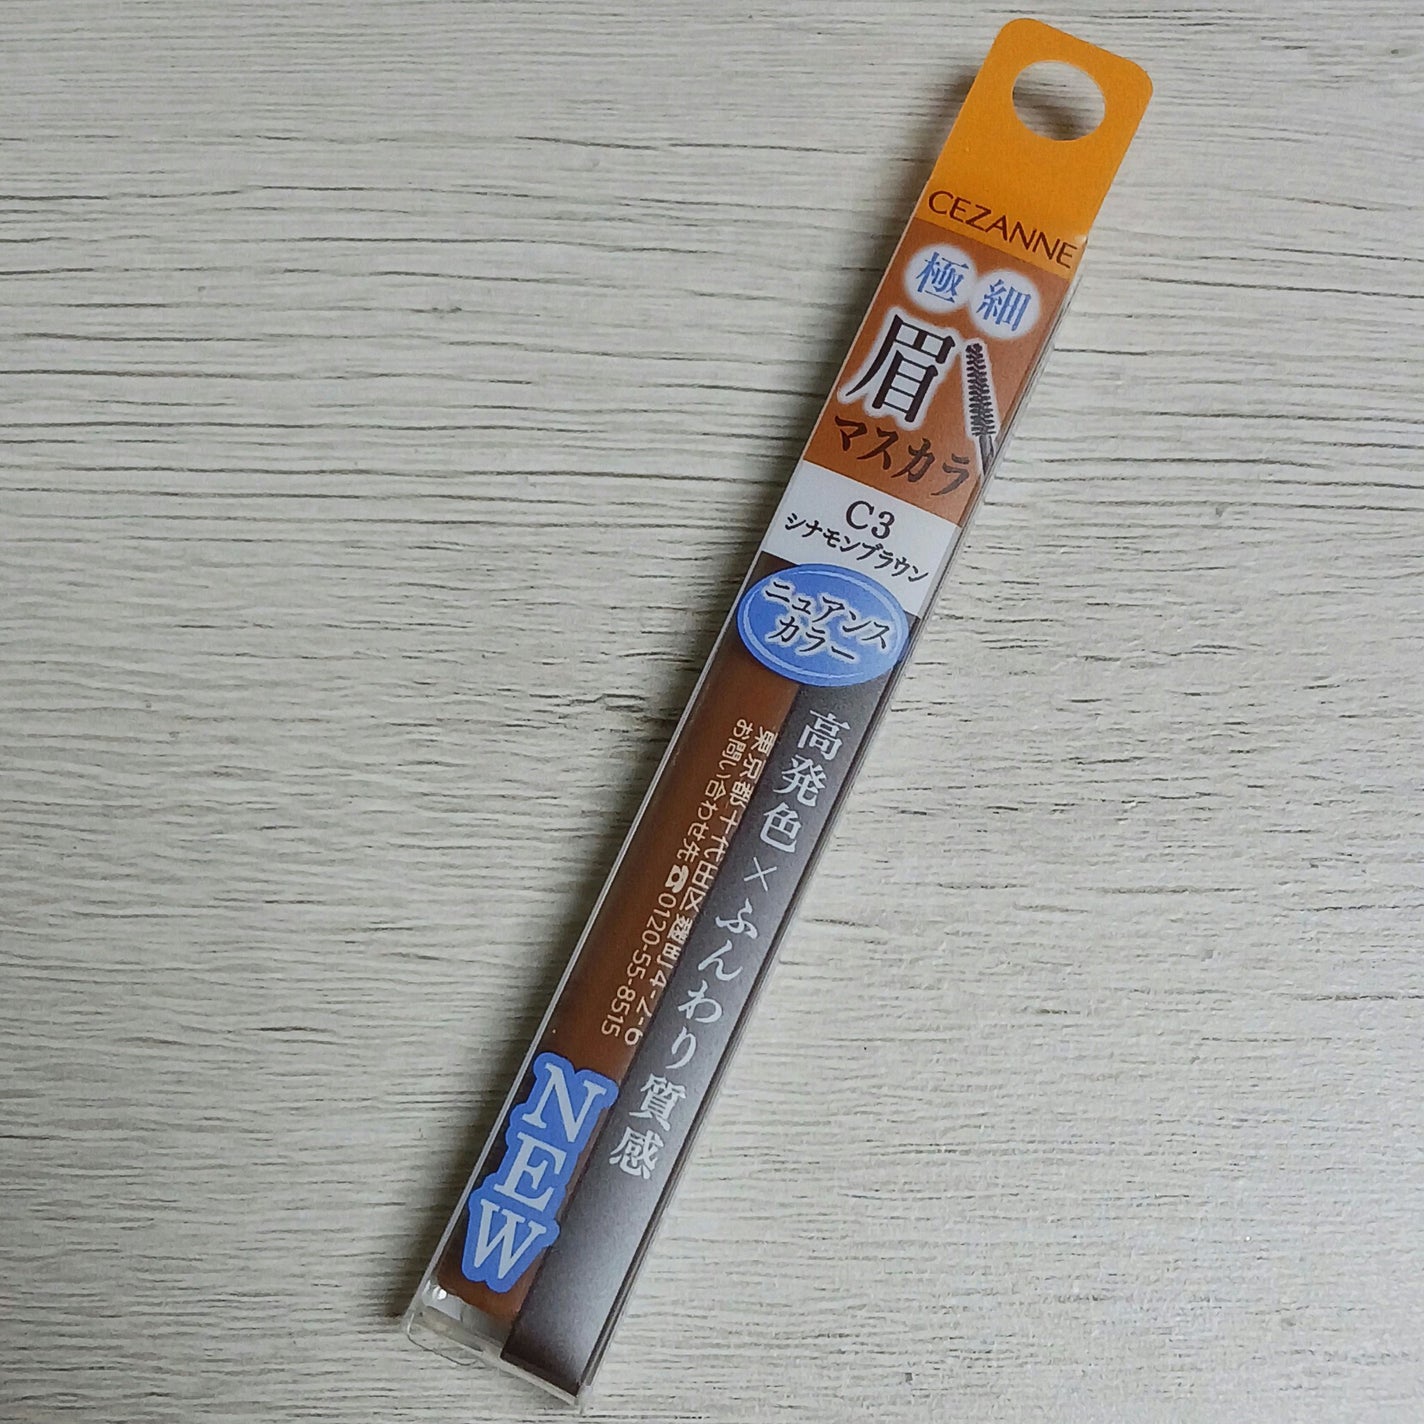 CEZANNE
極細
眉
マスカラ
C3
シナモンブラウン
ニュアンス
カラー
高発色×ふんわり質感
東京都千代田区麹町4-2-6
お問い合わせ先 0120-55-8515
NEW